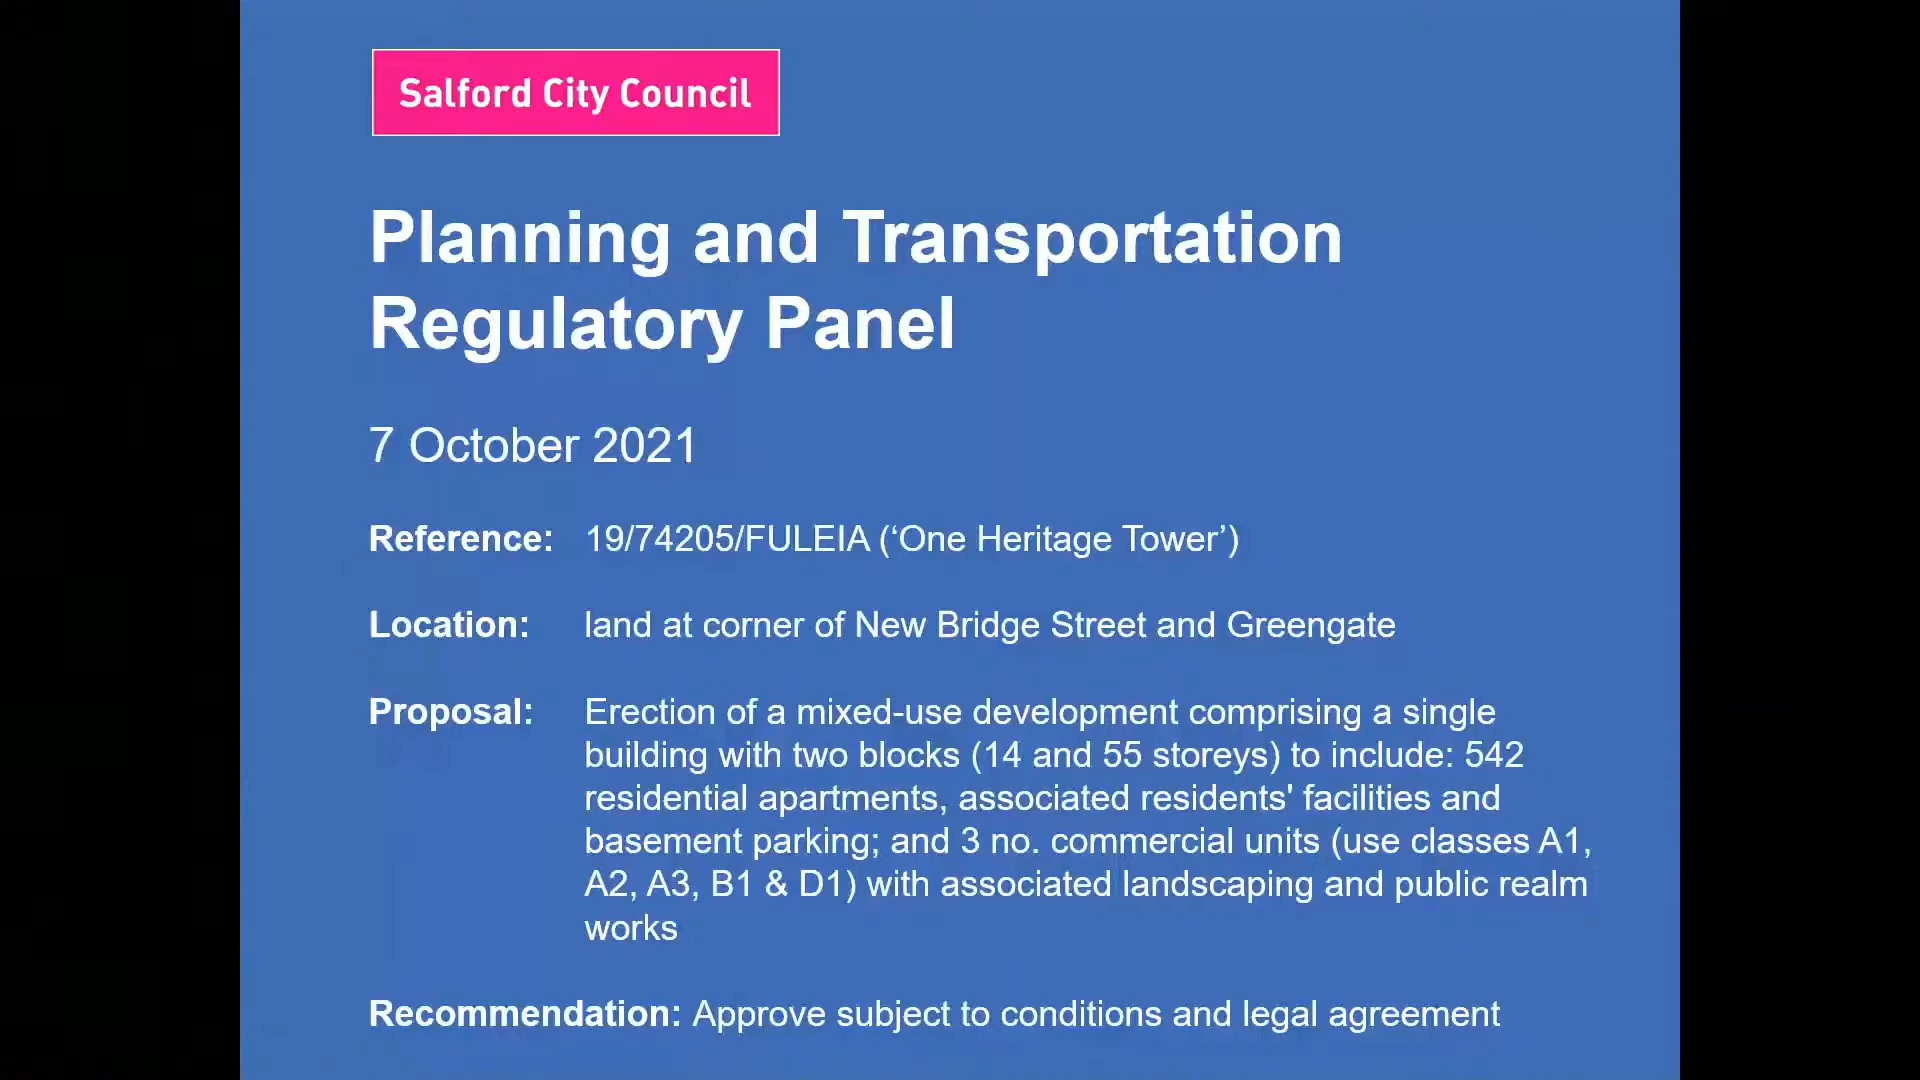 Salford City Council
Planning and Transportation
Regulatory Panel
7 October 2021
Reference: 19/74205/FULEIA (‘One Heritage Tower’)
Location: land at corner of New Bridge Street and Greengate
Proposal: Erection of a mixed-use development comprising a single
building with two blocks (14 and 55 storeys) to include: 542
residential apartments, associated residents' facilities and
basement parking; and 3 no. commercial units (use classes A1,
A2, A3, B1 & D1) with associated landscaping and public realm
works
Recommendation: Approve subject to conditions and legal agreement